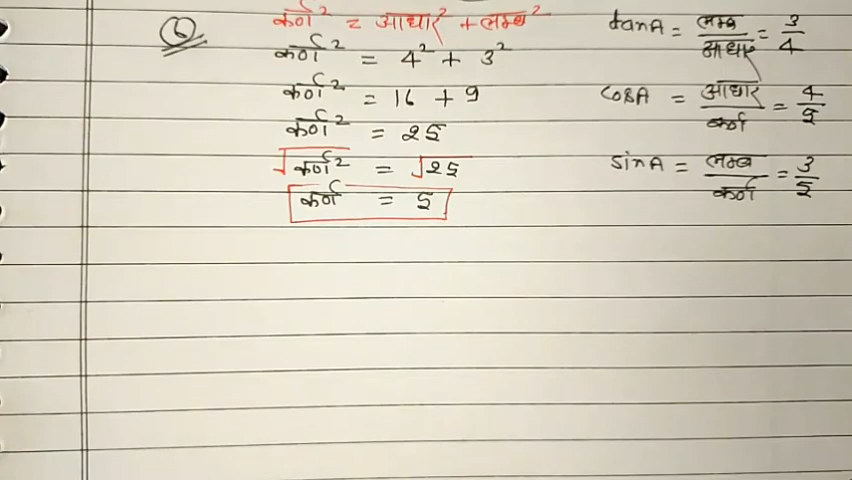 (6)
कर्ण² = आधार² + लम्ब²
कर्ण² = 4² + 3²
कर्ण² = 16 + 9
कर्ण² = 25
√कर्ण² = √25
कर्ण = 5
tanA = लम्ब/आधार = 3/4
cosA = आधार/कर्ण = 4/5
sinA = लम्ब/कर्ण = 3/5